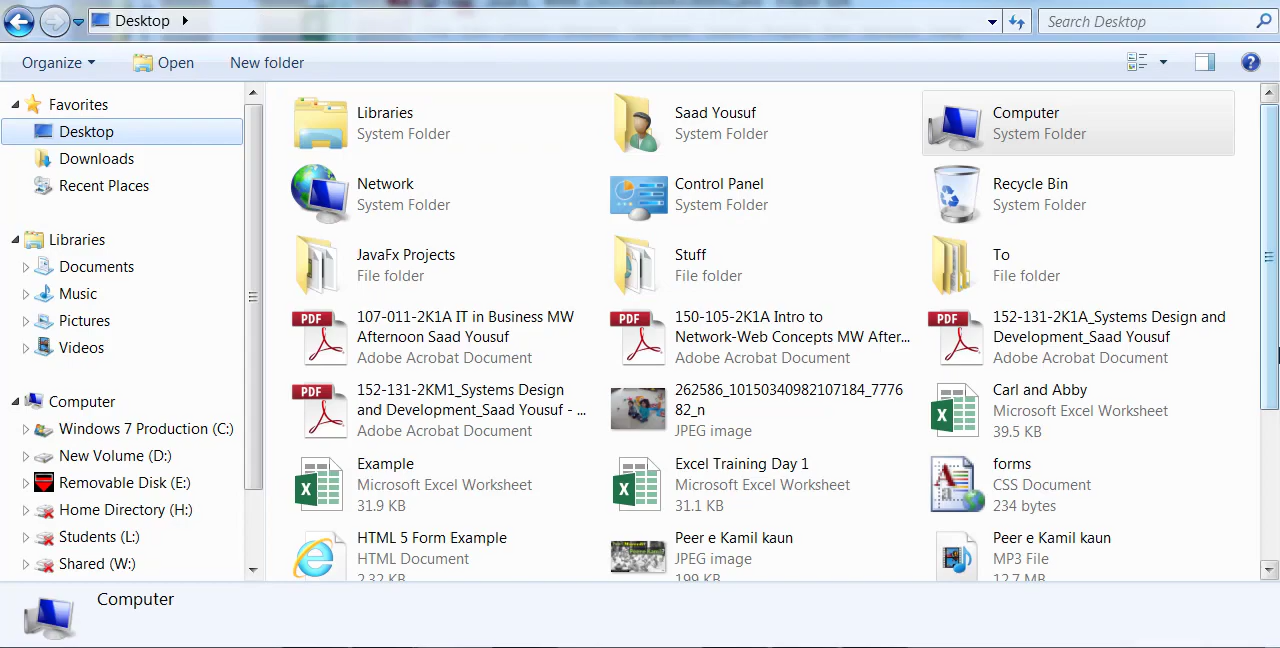 Desktop
Search Desktop
Organize
Open
New folder
Favorites
Desktop
Downloads
Recent Places
Libraries
Documents
Music
Pictures
Videos
Computer
Windows 7 Production (C:)
New Volume (D:)
Removable Disk (E:)
Home Directory (H:)
Students (L:)
Shared (W:)
Libraries
System Folder
Saad Yousuf
System Folder
Computer
System Folder
Network
System Folder
Control Panel
System Folder
Recycle Bin
System Folder
JavaFx Projects
File folder
Stuff
File folder
To
File folder
PDF
107-011-2K1A IT in Business MW
Afternoon Saad Yousuf
Adobe Acrobat Document
PDF
150-105-2K1A Intro to
Network-Web Concepts MW After...
Adobe Acrobat Document
PDF
152-131-2K1A_Systems Design and
Development_Saad Yousuf
Adobe Acrobat Document
PDF
152-131-2KM1_Systems Design
and Development_Saad Yousuf - ...
Adobe Acrobat Document
262586_10150340982107184_7776
82_n
JPEG image
Carl and Abby
Microsoft Excel Worksheet
39.5 KB
Example
Microsoft Excel Worksheet
31.9 KB
Excel Training Day 1
Microsoft Excel Worksheet
31.1 KB
forms
CSS Document
234 bytes
HTML 5 Form Example
HTML Document
2.32 KB
Peer e Kamil kaun
JPEG image
199 KB
Peer e Kamil kaun
MP3 File
12.7 MB
Computer